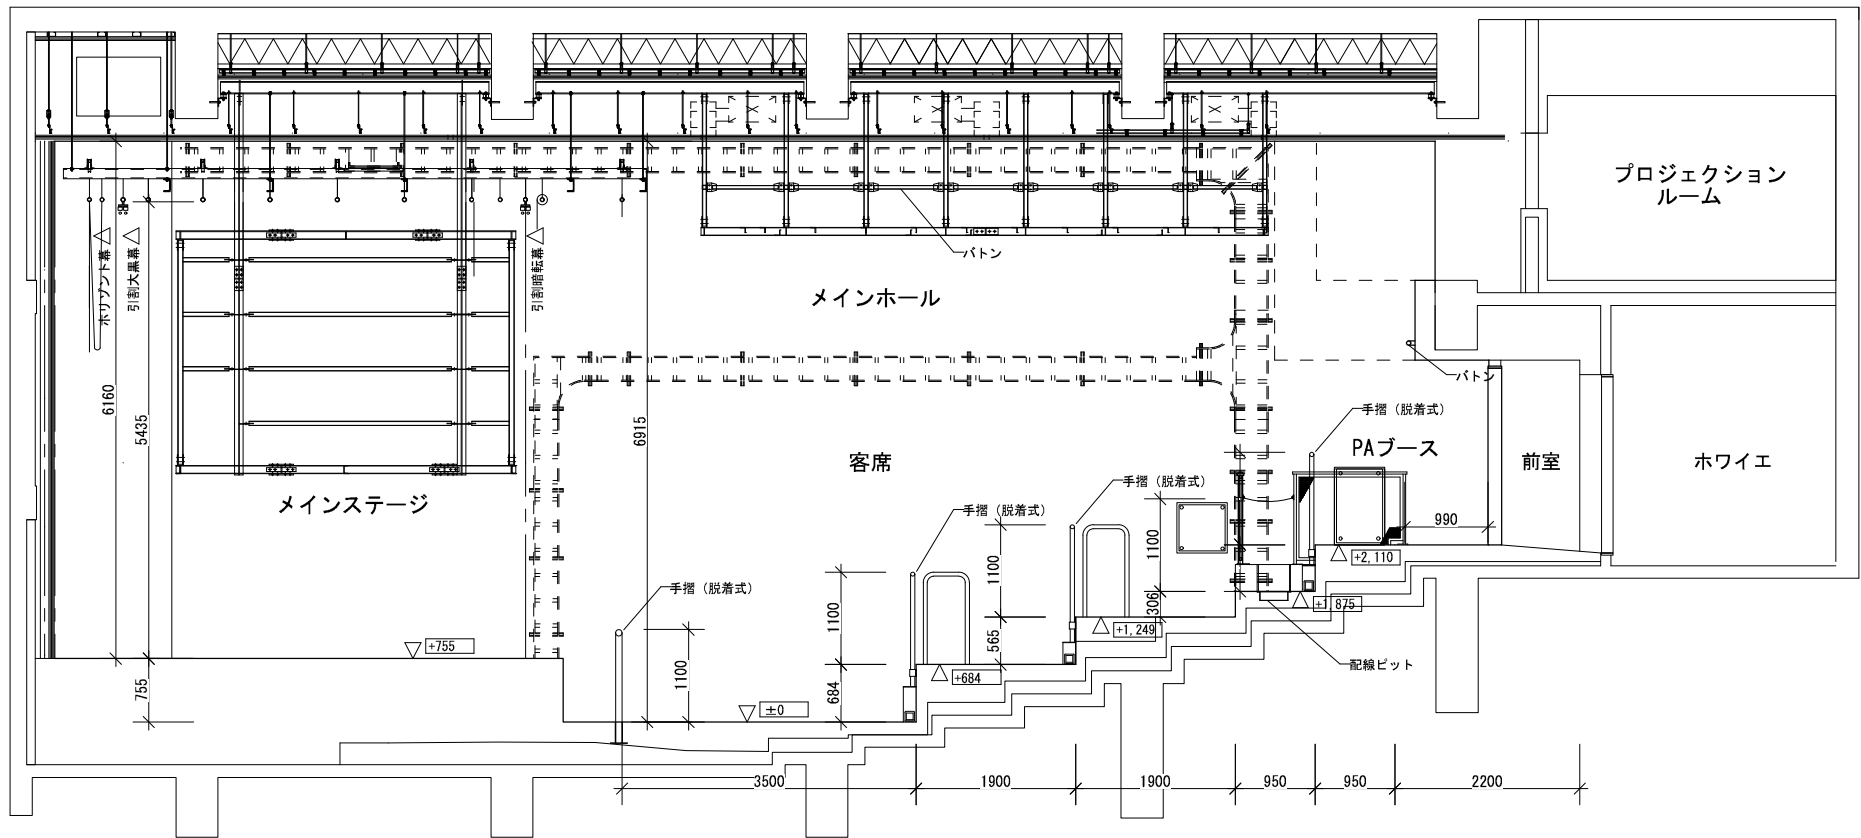 プロジェクション
ルーム
バトン
メインホール
ホリゾント幕
引割大黒幕
引割暗転幕
6160
5435
6915
バトン
手摺（脱着式）
PAブース
前室
ホワイエ
客席
メインステージ
手摺（脱着式）
手摺（脱着式）
990
1100
1100
+2,110
手摺（脱着式）
1100
306
875
+1,249
565
+755
1100
配線ピット
+684
684
755
±0
3500
1900
1900
950
950
2200